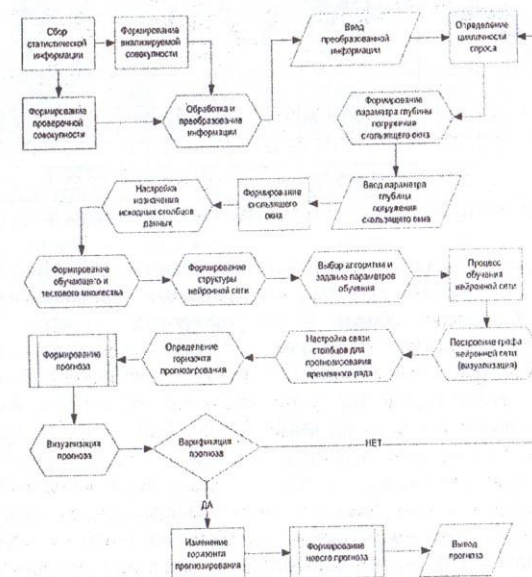 Сбор
статистической
информации
Формирование
анализируемой
совокупности
Ввод
преобразованной
информации
Определение
цикличности
спроса
Формирование
проверочной
совокупности
Обработка и
преобразование
информации
Формирование
параметра глубины
погружения
скользящего окна
Настройка
назначения
исходных столбцов
данных
Формирование
скользящего
окна
Ввод параметра
глубины
погружения
скользящего окна
Формирование
обучающего и
тестового множества
Формирование
структуры
нейронной сети
Выбор алгоритма и
задание параметров
обучения
Процесс
обучения
нейронной сети
Формирование
прогноза
Определение
горизонта
прогнозирования
Настройка связи
столбцов для
прогнозирования
временного ряда
Построение графа
нейронной сети
(визуализация)
Визуализация
прогноза
Верификация
прогноза
НЕТ
ДА
Изменение
горизонта
прогнозирования
Формирование
нового прогноза
Вывод
прогноза